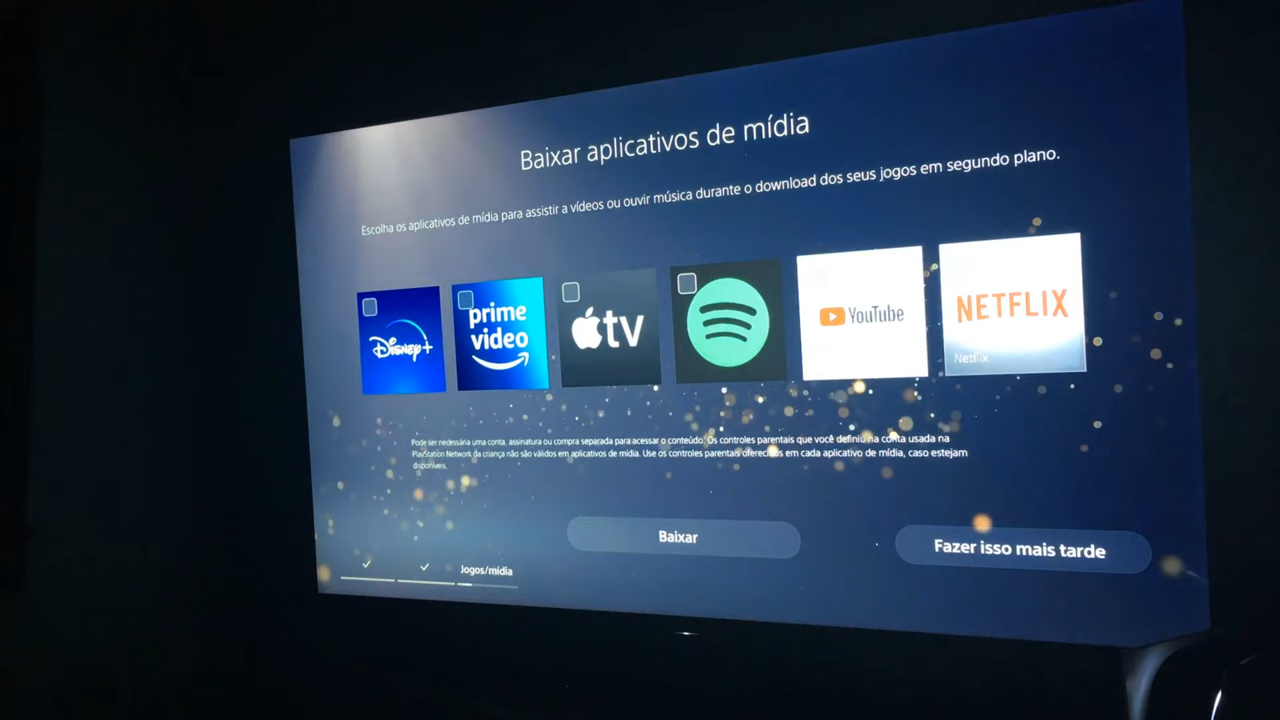 Baixar aplicativos de mídia
Escolha os aplicativos de mídia para assistir a vídeos ou ouvir música durante o download dos seus jogos em segundo plano.
Disney+
prime video
tv
YouTube
NETFLIX
Netflix
Pode ser necessária uma conta, assinatura ou compra separada para acessar o conteúdo. Os controles parentais que você definiu na conta usada na
PlayStation Network da criança não são válidos em aplicativos de mídia. Use os controles parentais oferecidos em cada aplicativo de mídia, caso estejam
disponíveis.
Baixar
Fazer isso mais tarde
Jogos/mídia